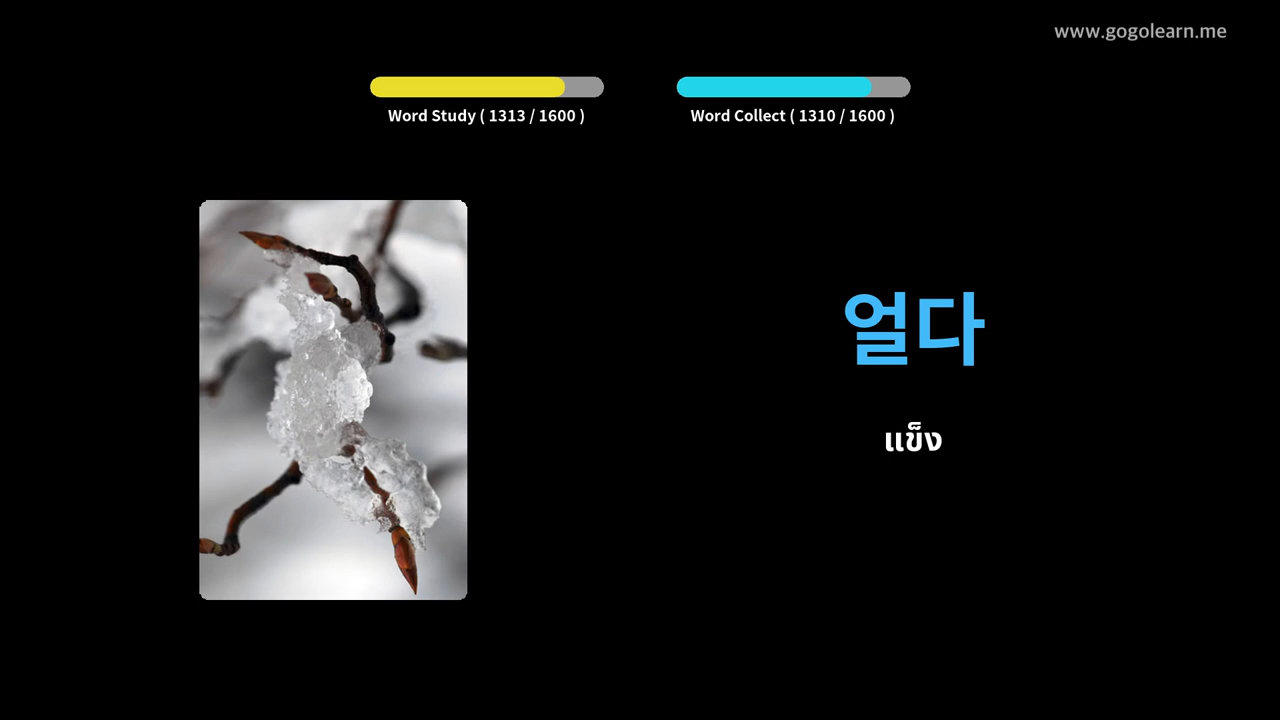 www.gogolearn.me
Word Study ( 1313 / 1600 )
Word Collect ( 1310 / 1600 )
얼다
แข็ง